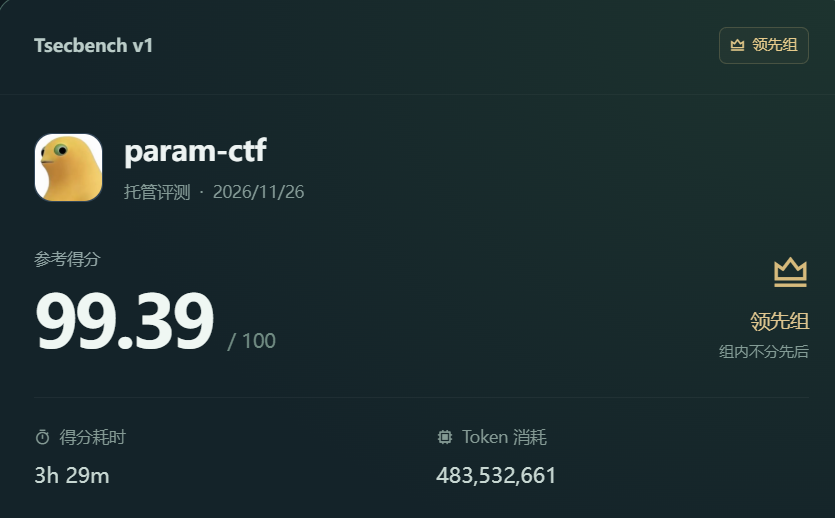 Tsecbench v1
领先组
param-ctf
托管评测 · 2026/11/26
参考得分
99.39 / 100
领先组
组内不分先后
得分耗时
3h 29m
Token 消耗
483,532,661